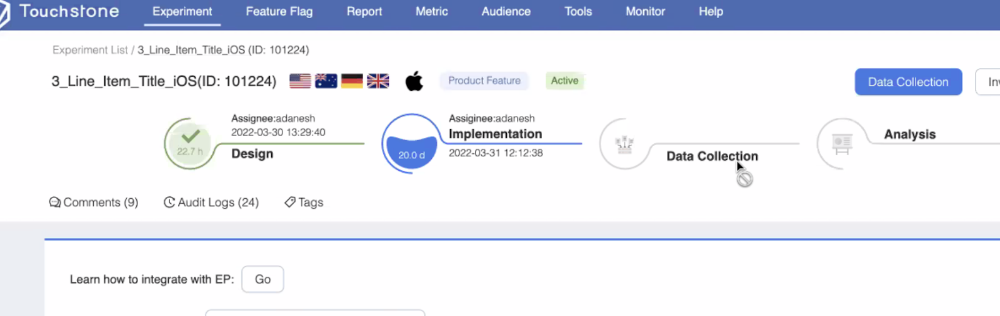 Touchstone
Experiment
Feature Flag
Report
Metric
Audience
Tools
Monitor
Help
Experiment List / 3_Line_Item_Title_iOS (ID: 101224)
3_Line_Item_Title_iOS(ID: 101224)
Product Feature
Active
Data Collection
22.7 h
Assignee:adanesh
2022-03-30 13:29:40
Design
20.0 d
Assiginee:adanesh
Implementation
2022-03-31 12:12:38
Data Collection
Analysis
Comments (9)
Audit Logs (24)
Tags
Learn how to integrate with EP:
Go